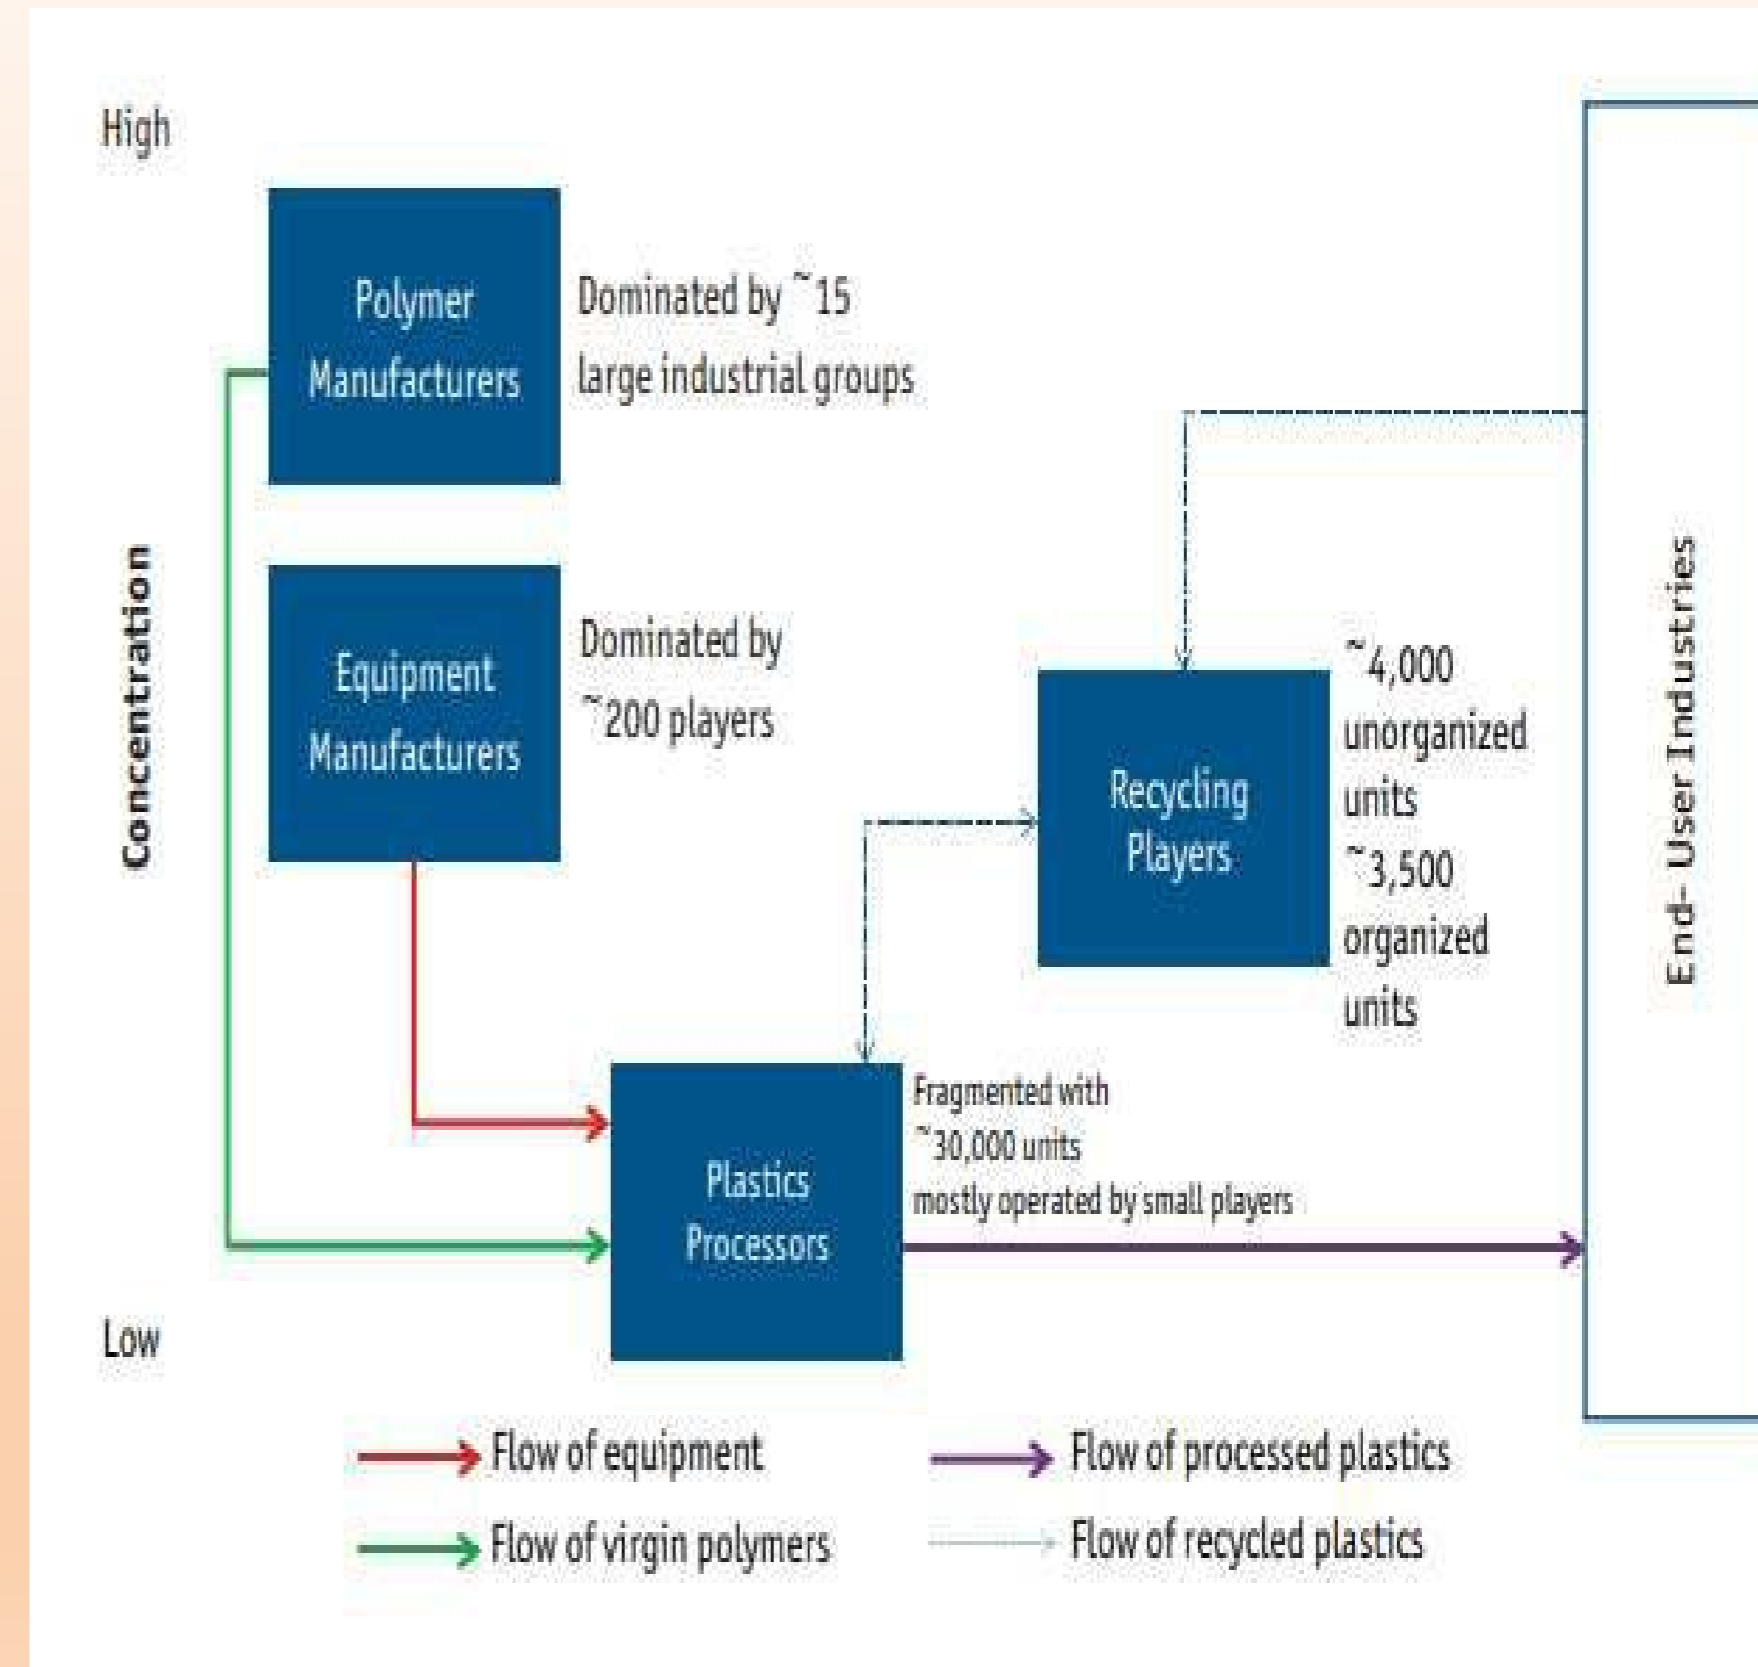 High
Polymer
Manufacturers
Dominated by ~15
large industrial groups
Concentration
Equipment
Manufacturers
Dominated by
~200 players
Recycling
Players
~4,000
unorganized
units
~3,500
organized
units
End- User Industries
Plastics
Processors
Fragmented with
~30,000 units
mostly operated by small players
Low
Flow of equipment
Flow of processed plastics
Flow of virgin polymers
Flow of recycled plastics